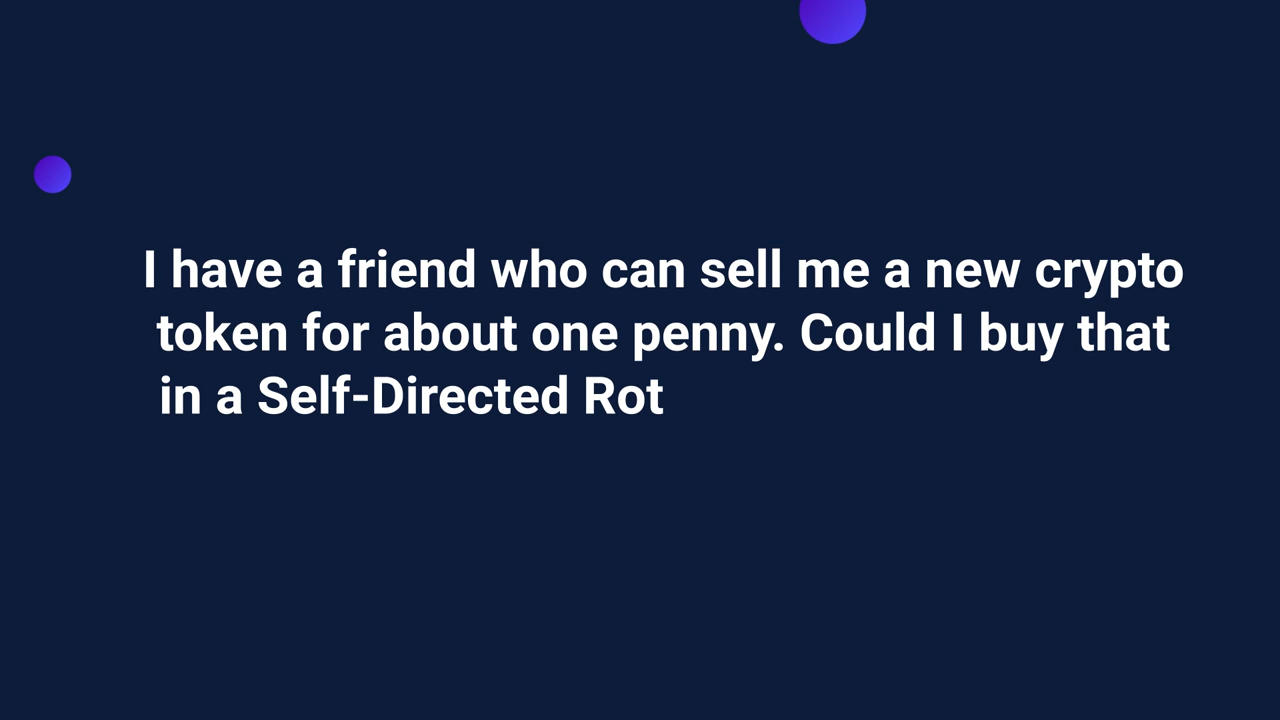 I have a friend who can sell me a new crypto
token for about one penny. Could I buy that
in a Self-Directed Rot